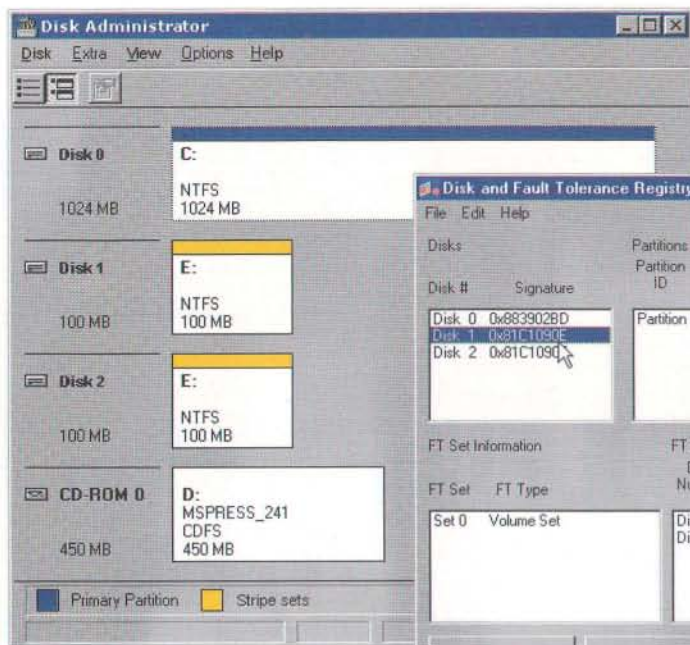 Disk Administrator
Disk Extra View Options Help
Disk 0
1024 MB
C:
NTFS
1024 MB
Disk 1
100 MB
E:
NTFS
100 MB
Disk 2
100 MB
E:
NTFS
100 MB
CD-ROM 0
450 MB
D:
MSPRESS_241
CDFS
450 MB
Primary Partition
Stripe sets
Disk and Fault Tolerance Registry
File Edit Help
Disks
Disk # Signature
Disk 0 0x883902BD
Disk 1 0x81C1090E
Disk 2
Partitions
Partition
ID
Partition
FT Set Information
FT Set FT Type
Set 0 Volume Set
FT